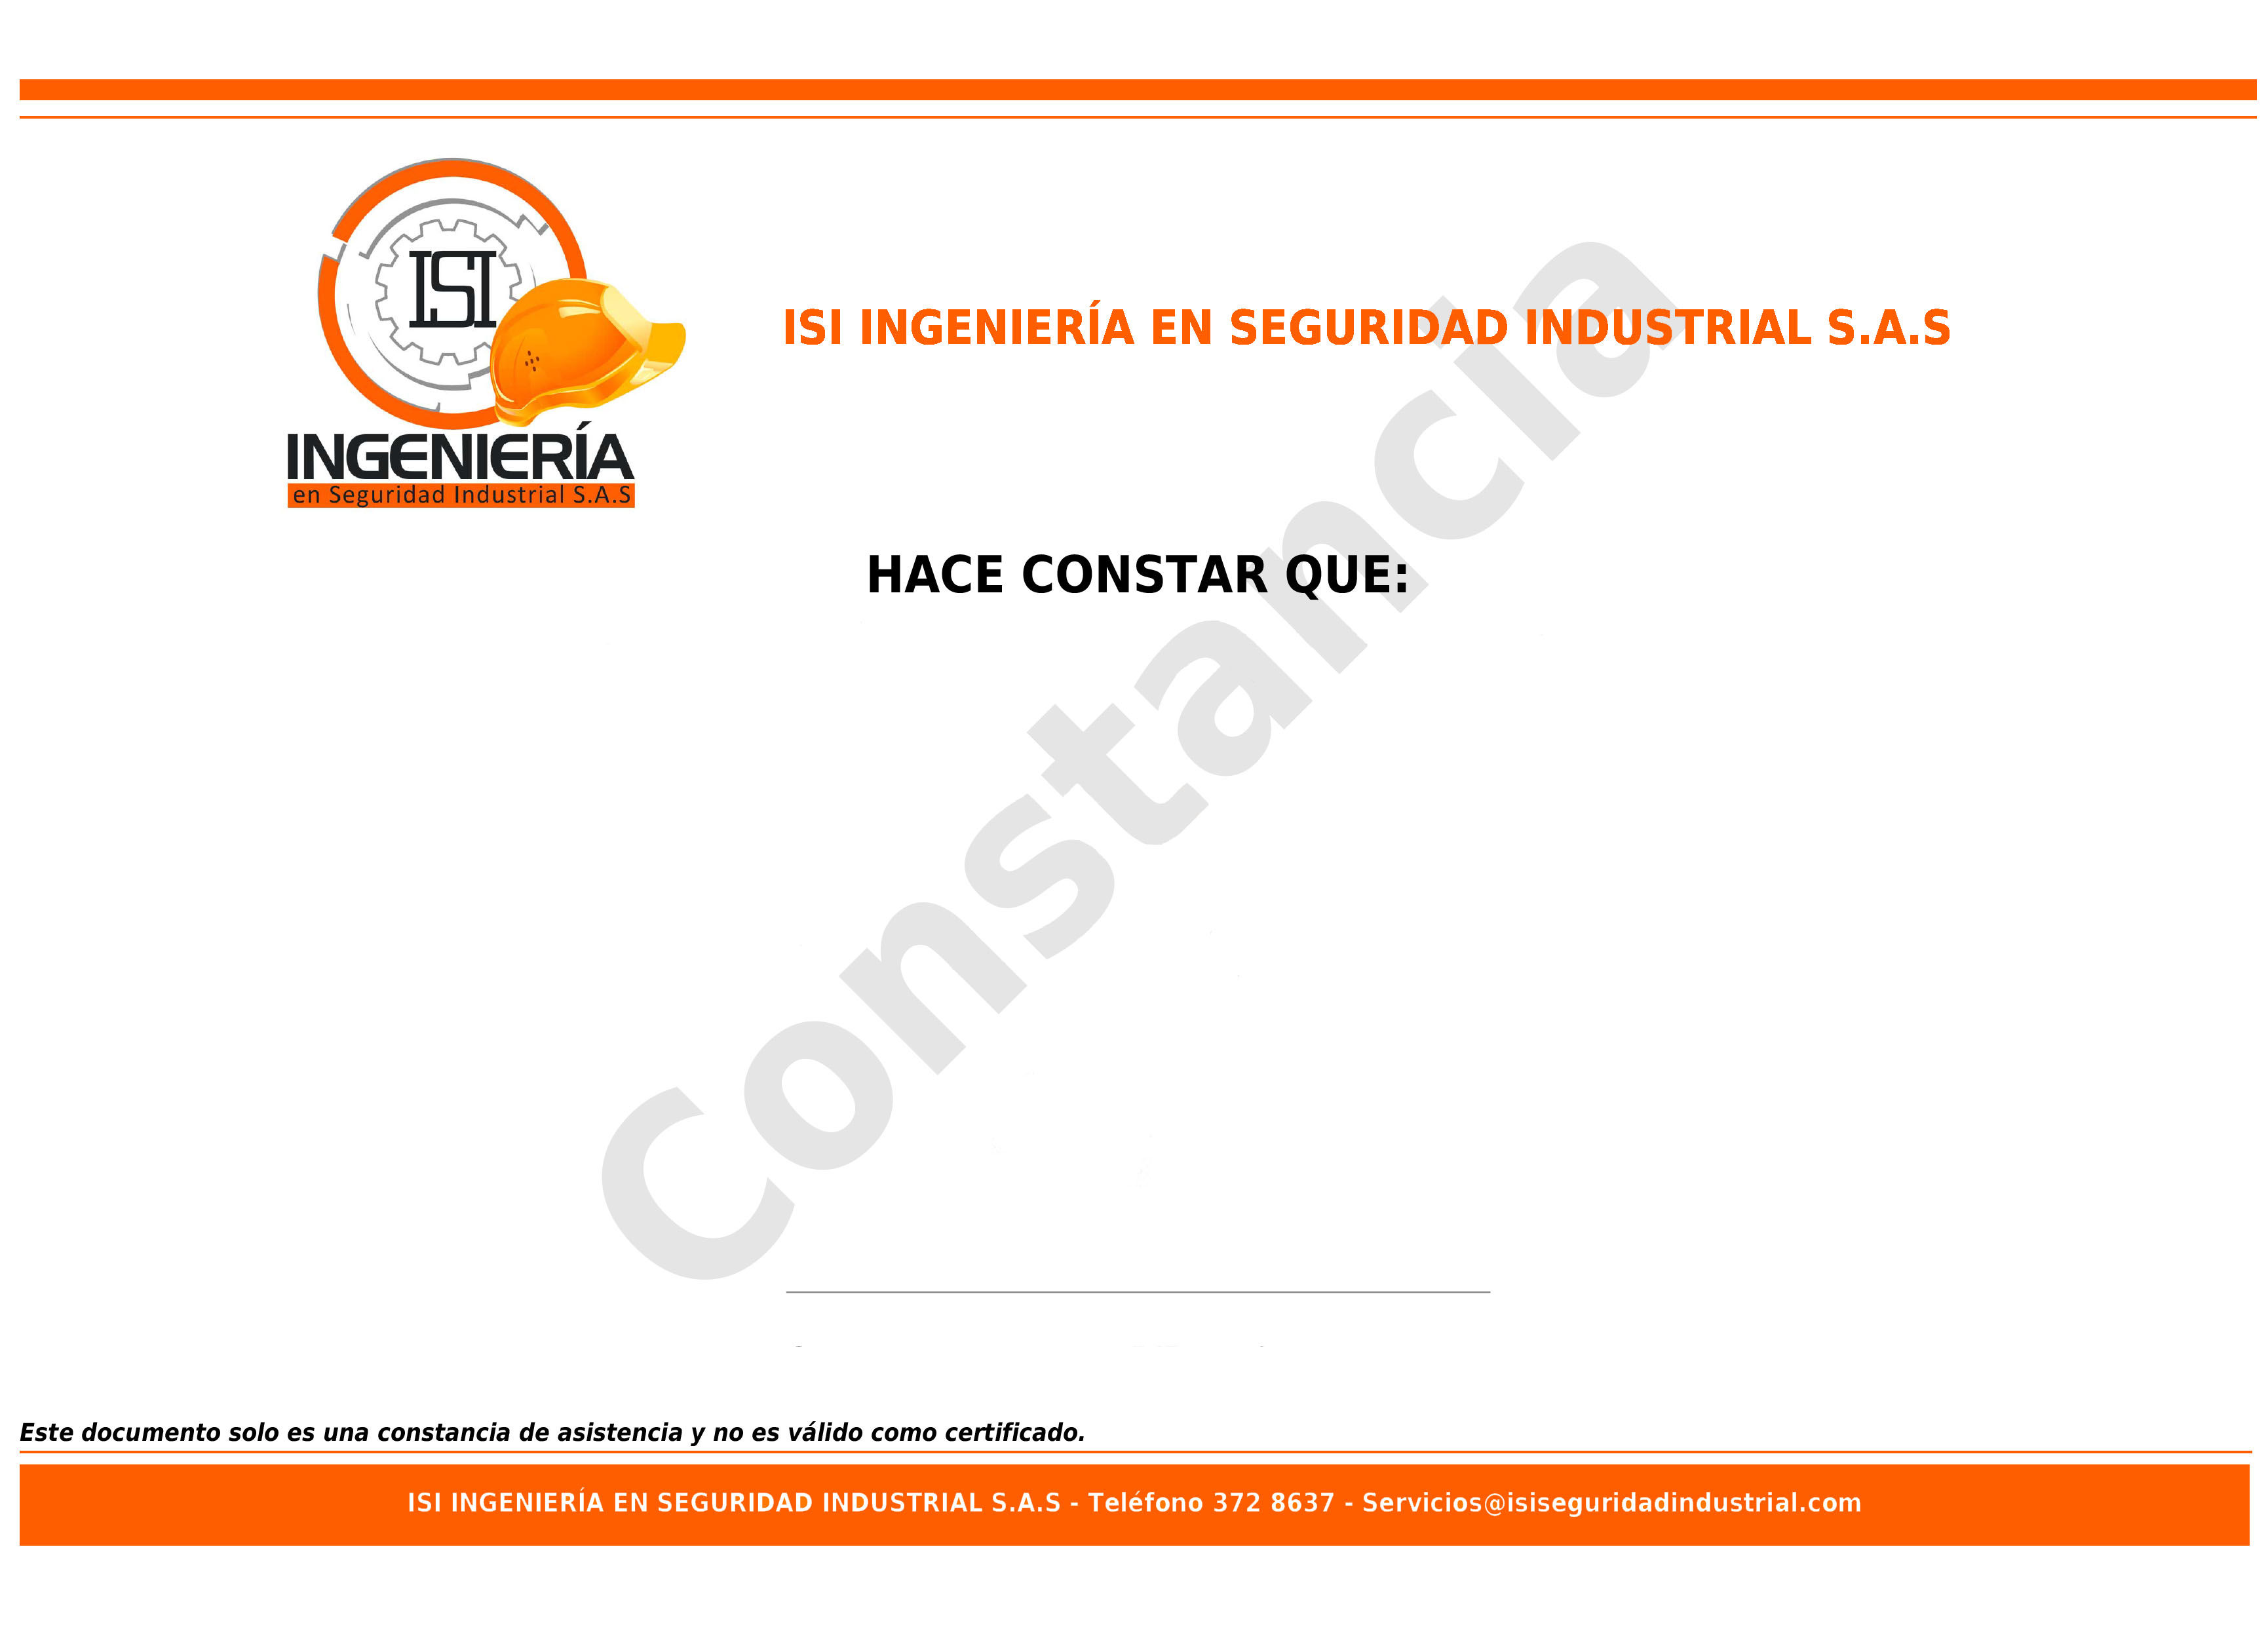 ISI
INGENIERÍA
en Seguridad Industrial S.A.S
ISI INGENIERÍA EN SEGURIDAD INDUSTRIAL S.A.S
HACE CONSTAR QUE:
Constancia
Este documento solo es una constancia de asistencia y no es válido como certificado.
ISI INGENIERÍA EN SEGURIDAD INDUSTRIAL S.A.S - Teléfono 372 8637 - Servicios@isiseguridadindustrial.com